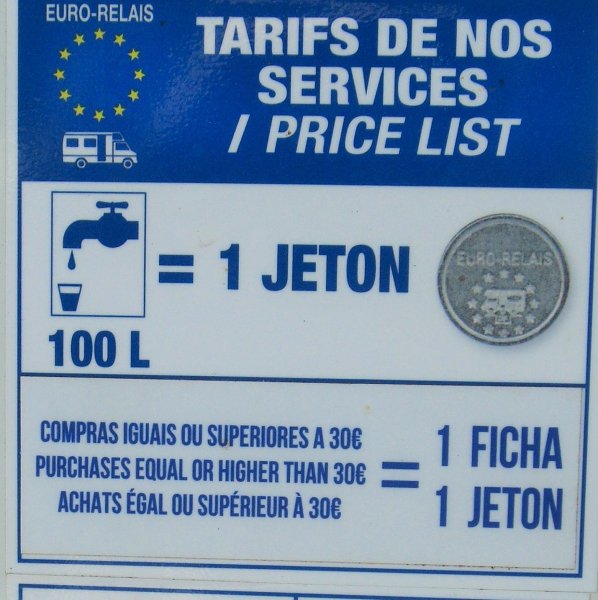 EURO-RELAIS
TARIFS DE NOS
SERVICES
/ PRICE LIST
= 1 JETON
EURO-RELAIS
100 L
COMPRAS IGUAIS OU SUPERIORES A 30€
PURCHASES EQUAL OR HIGHER THAN 30€
ACHATS ÉGAL OU SUPÉRIEUR À 30€
=
1 FICHA
1 JETON